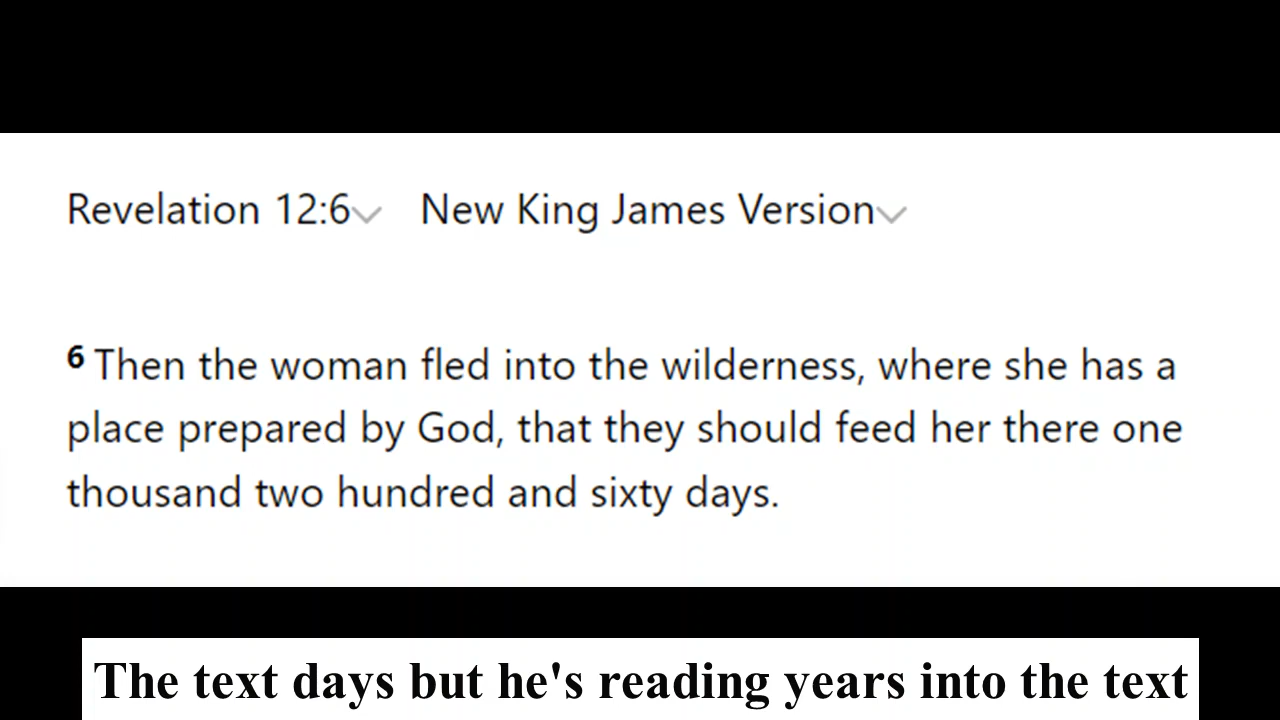 Revelation 12:6 New King James Version
6 Then the woman fled into the wilderness, where she has a
place prepared by God, that they should feed her there one
thousand two hundred and sixty days.
The text days but he's reading years into the text